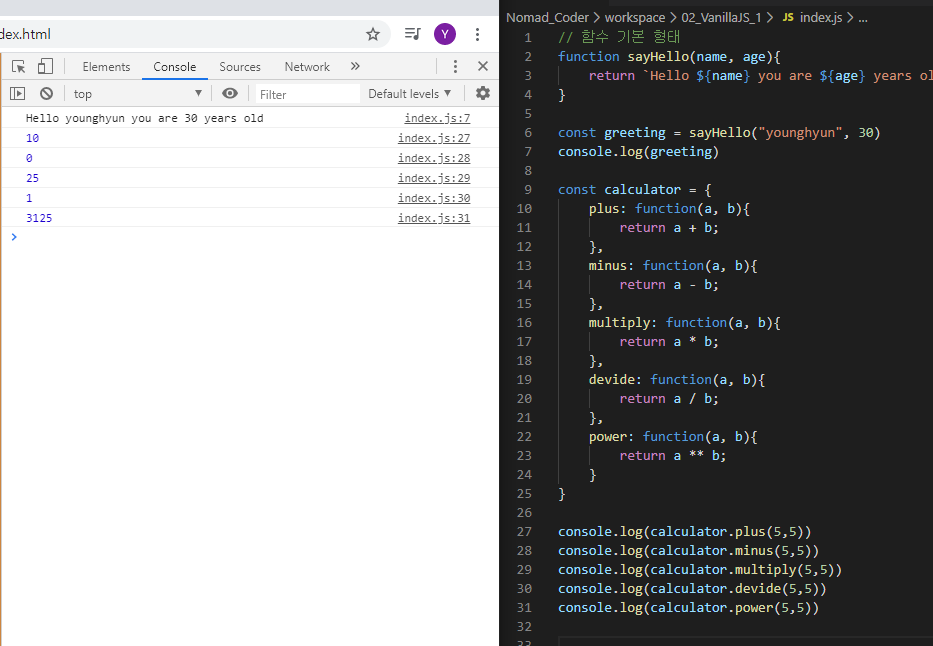 dex.html
Y
Elements Console Sources Network »
top Filter Default levels
Hello younghyun you are 30 years old index.js:7
10 index.js:27
0 index.js:28
25 index.js:29
1 index.js:30
3125 index.js:31
>
Nomad_Coder > workspace > 02_VanillaJS_1 > JS index.js > ...
1 // 함수 기본 형태
2 function sayHello(name, age){
3 return `Hello ${name} you are ${age} years ol
4 }
5
6 const greeting = sayHello("younghyun", 30)
7 console.log(greeting)
8
9 const calculator = {
10 plus: function(a, b){
11 return a + b;
12 },
13 minus: function(a, b){
14 return a - b;
15 },
16 multiply: function(a, b){
17 return a * b;
18 },
19 devide: function(a, b){
20 return a / b;
21 },
22 power: function(a, b){
23 return a ** b;
24 }
25 }
26
27 console.log(calculator.plus(5,5))
28 console.log(calculator.minus(5,5))
29 console.log(calculator.multiply(5,5))
30 console.log(calculator.devide(5,5))
31 console.log(calculator.power(5,5))
32
33